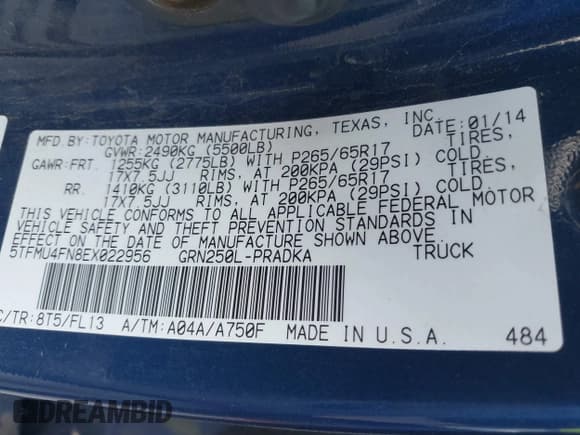 MFD.BY:TOYOTA MOTOR MANUFACTURING, TEXAS, INC. DATE:01/14
GVWR:2490KG (5500LB)
GAWR:FRT. 1255KG (2775LB) WITH P265/65R17 TIRES,
17X7.5JJ RIMS, AT 200KPA (29PSI) COLD
RR. 1410KG (3110LB) WITH P265/65R17 TIRES,
17X7.5JJ RIMS, AT 200KPA (29PSI) COLD
THIS VEHICLE CONFORMS TO ALL APPLICABLE FEDERAL MOTOR
VEHICLE SAFETY AND THEFT PREVENTION STANDARDS IN
EFFECT ON THE DATE OF MANUFACTURE SHOWN ABOVE.
5TFMU4FN8EX022956 GRN250L-PRADKA TRUCK
C/TR:8T5/FL13 A/TM:A04A/A750F MADE IN U.S.A. 484
DREAMBID